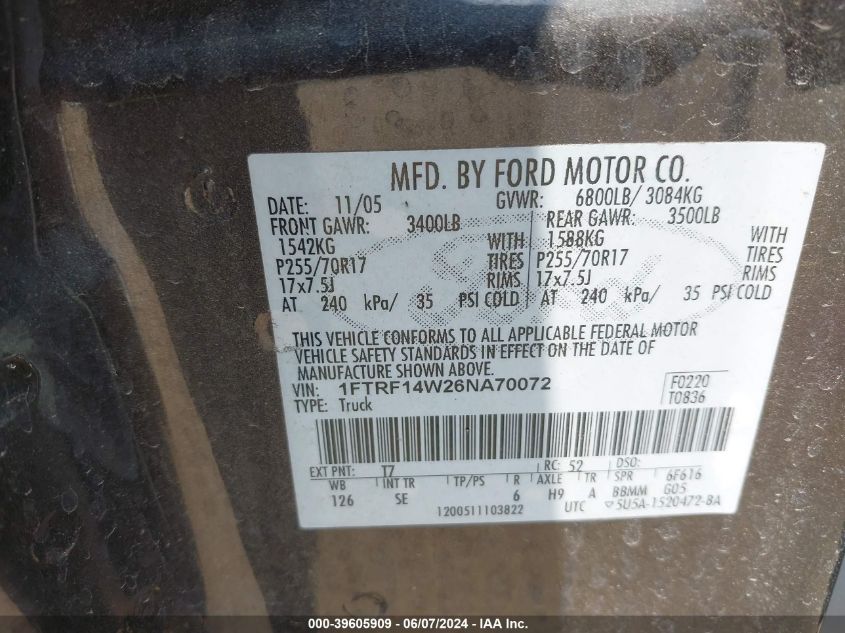 MFD. BY FORD MOTOR CO.
DATE: 11/05 GVWR: 6800LB/ 3084KG
FRONT GAWR: 3400LB REAR GAWR: 3500LB
1542KG WITH 1588KG WITH
P255/70R17 TIRES P255/70R17 TIRES
17x7.5J RIMS 17x7.5J RIMS
AT 240 kPa/ 35 PSI COLD AT 240 kPa/ 35 PSI COLD
THIS VEHICLE CONFORMS TO ALL APPLICABLE FEDERAL MOTOR
VEHICLE SAFETY STANDARDS IN EFFECT ON THE DATE OF
MANUFACTURE SHOWN ABOVE.
VIN: 1FTRF14W26NA70072 F0220
TYPE: Truck T0836
EXT PNT: T7 RC: 52 DSO:
WB INT TR TP/PS R AXLE TR SPR 6F616
126 SE 6 H9 A BBMM G05
1200511103822 UTC 5U5A-1520472-BA
000-39605909 - 06/07/2024 - IAA Inc.